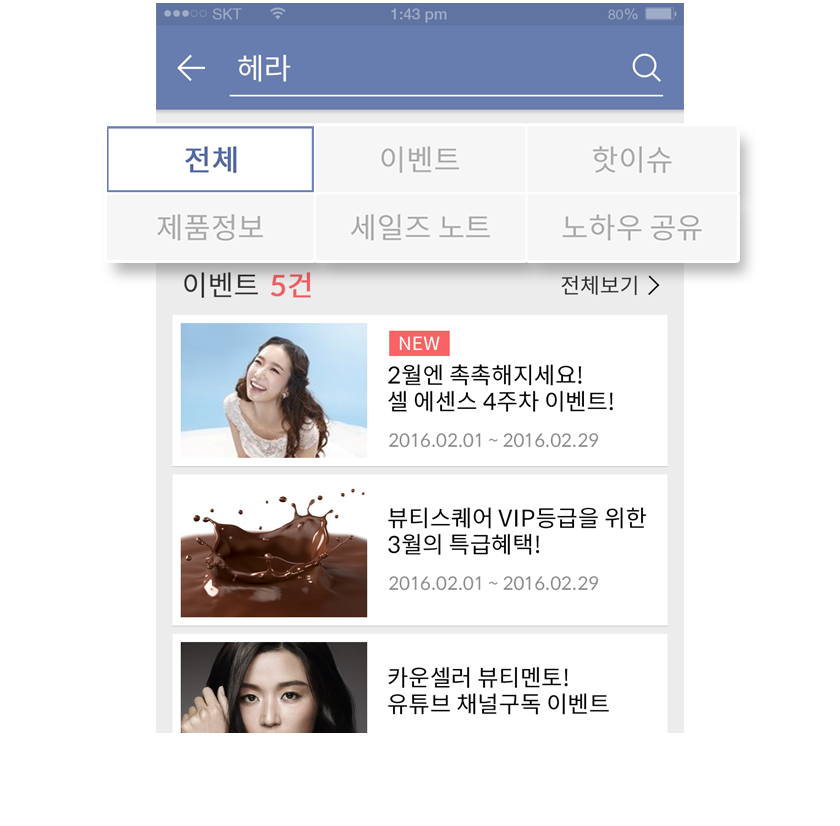 SKT 1:43 pm 80%
헤라
전체 이벤트 핫이슈
제품정보 세일즈 노트 노하우 공유
이벤트 5건 전체보기
NEW
2월엔 촉촉해지세요!
셀 에센스 4주차 이벤트!
2016.02.01 ~ 2016.02.29
뷰티스퀘어 VIP등급을 위한
3월의 특급혜택!
2016.02.01 ~ 2016.02.29
카운셀러 뷰티멘토!
유튜브 채널구독 이벤트